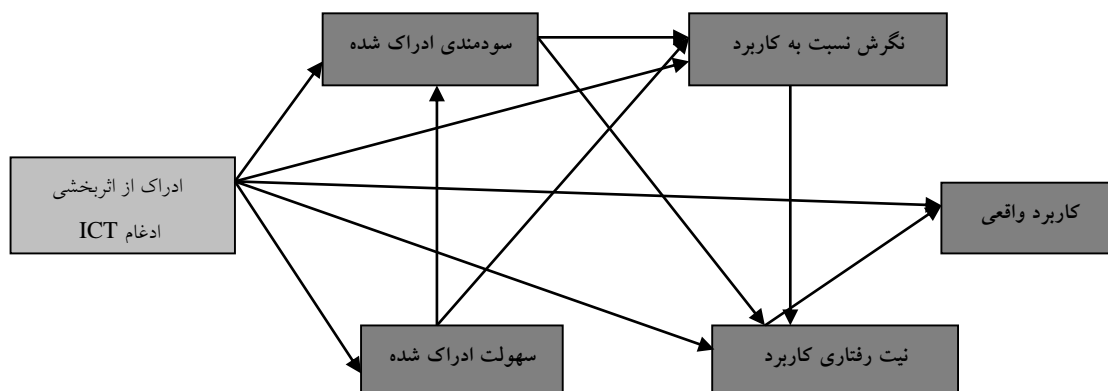 سودمندی ادراک شده
نگرش نسبت به کاربرد
ادراک از اثربخشی
ادغام ICT
کاربرد واقعی
سهولت ادراک شده
نیت رفتاری کاربرد